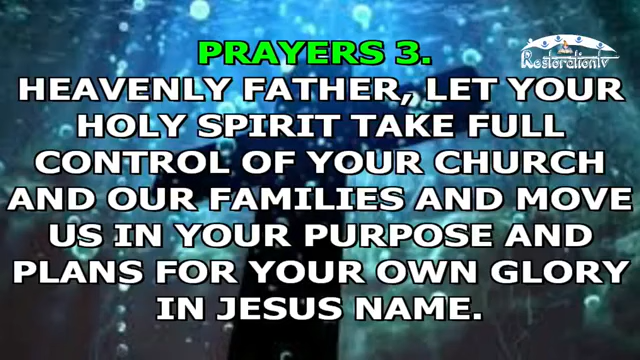 PRAYERS 3.
Restorationtv
HEAVENLY FATHER, LET YOUR
HOLY SPIRIT TAKE FULL
CONTROL OF YOUR CHURCH
AND OUR FAMILIES AND MOVE
US IN YOUR PURPOSE AND
PLANS FOR YOUR OWN GLORY
IN JESUS NAME.